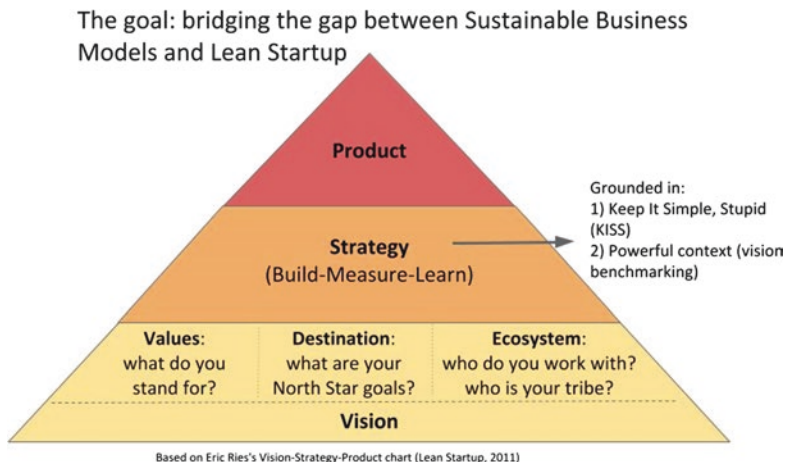 The goal: bridging the gap between Sustainable Business
Models and Lean Startup
Product
Strategy
(Build-Measure-Learn)
Grounded in:
1) Keep It Simple, Stupid
(KISS)
2) Powerful context (vision
benchmarking)
Values:
what do you
stand for?
Destination:
what are your
North Star goals?
Ecosystem:
who do you work with?
who is your tribe?
Vision
Based on Eric Ries's Vision-Strategy-Product chart (Lean Startup, 2011)